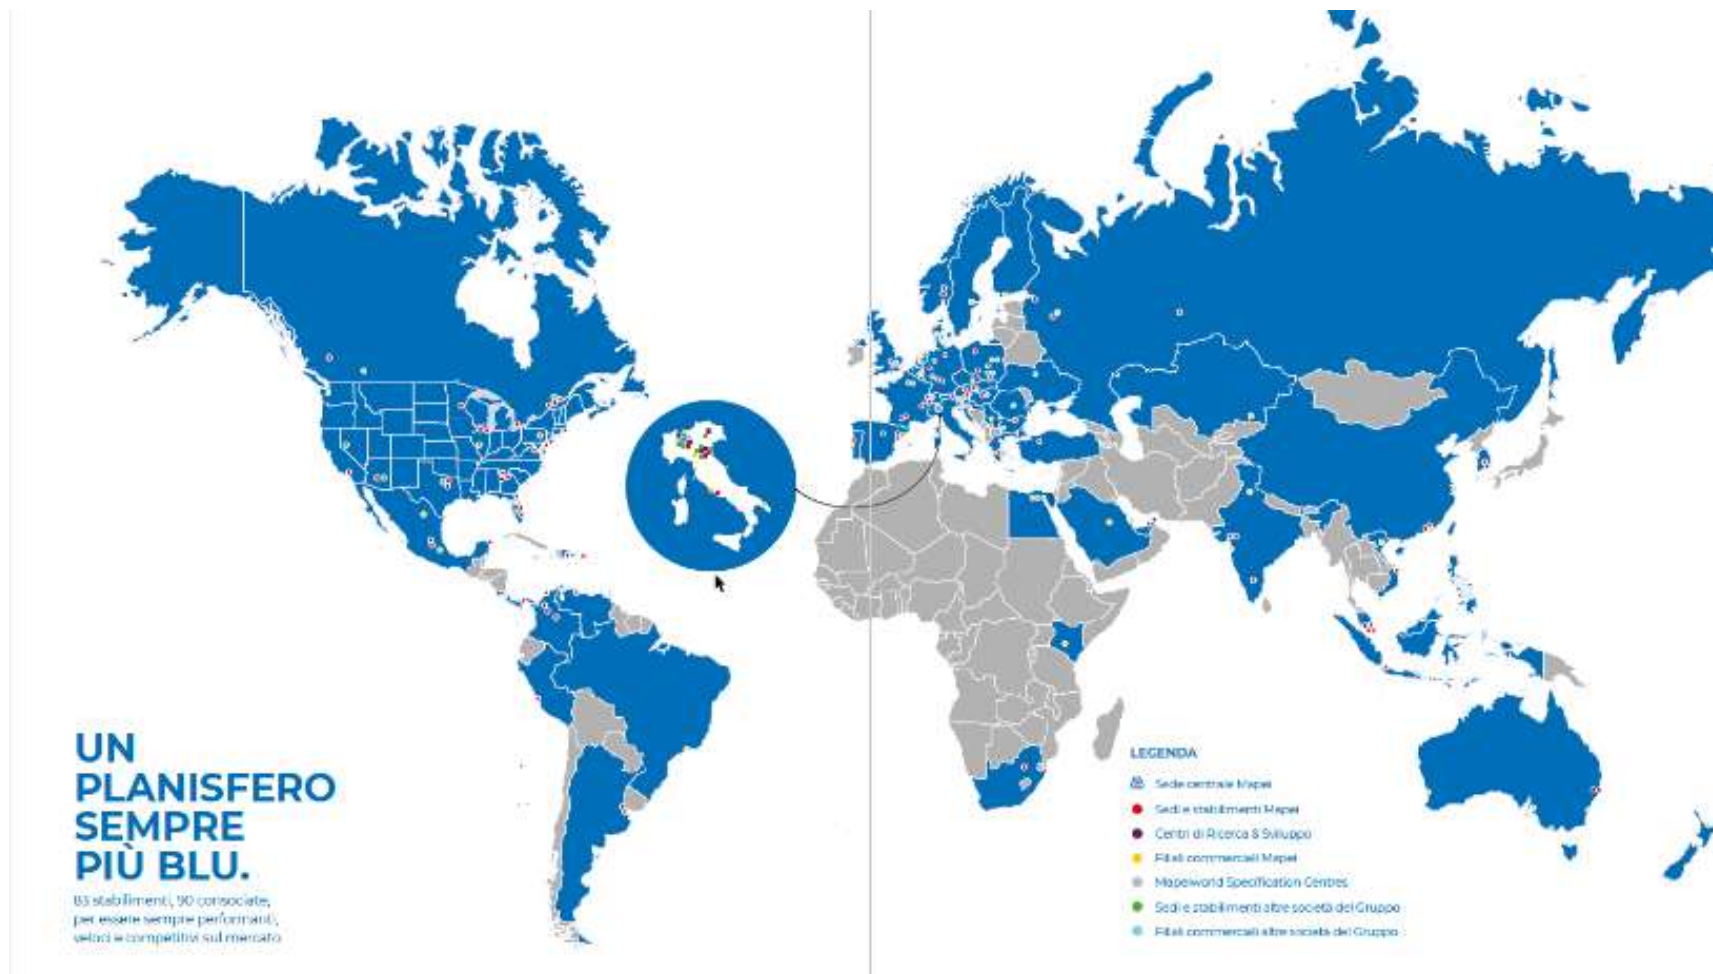 UN
PLANISFERO
SEMPRE
PIÙ BLU.
83 stabilimenti, 90 consociate,
per essere sempre performanti,
veloci e competitivi sul mercato
LEGENDA
Sede centrale Mapei
Sedi e stabilimenti Mapei
Centri di Ricerca & Sviluppo
Filiali commerciali Mapei
Mapeiworld Specification Centres
Sedi e stabilimenti altre società del Gruppo
Filiali commerciali altre società del Gruppo